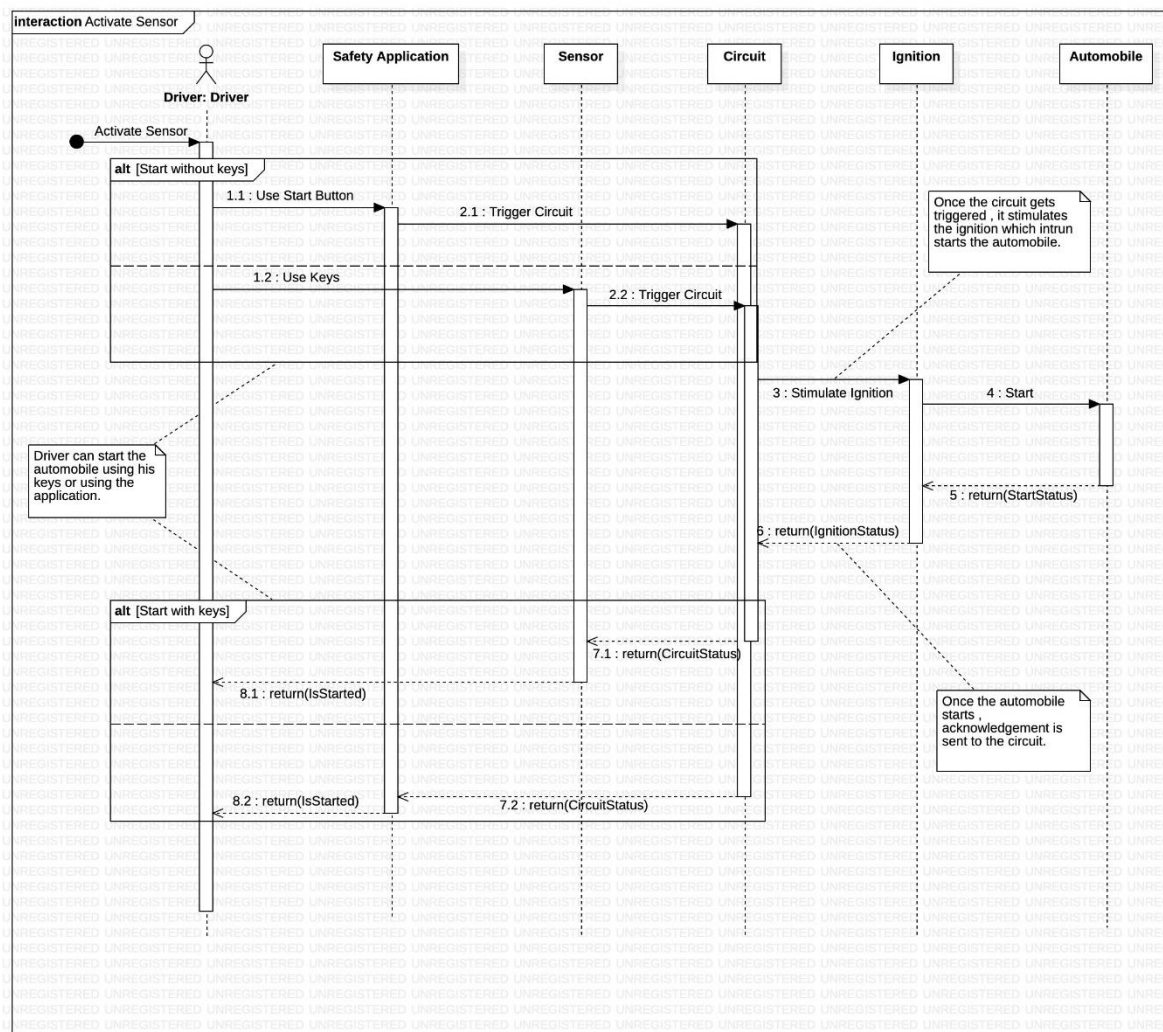 interaction Activate Sensor
Safety Application
Sensor
Circuit
Ignition
Automobile
Driver: Driver
Activate Sensor
alt [Start without keys]
1.1 : Use Start Button
2.1 : Trigger Circuit
Once the circuit gets
triggered , it stimulates
the ignition which intrun
starts the automobile.
1.2 : Use Keys
2.2 : Trigger Circuit
3 : Stimulate Ignition
4 : Start
Driver can start the
automobile using his
keys or using the
application.
5 : return(StartStatus)
6 : return(IgnitionStatus)
alt [Start with keys]
7.1 : return(CircuitStatus)
8.1 : return(IsStarted)
Once the automobile
starts ,
acknowledgement is
sent to the circuit.
8.2 : return(IsStarted)
7.2 : return(CircuitStatus)
UNREGISTERED